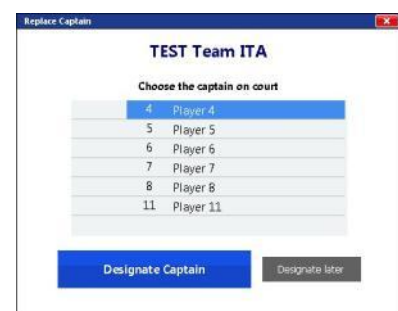 Replace Captain
TEST Team ITA
Choose the captain on court
4 Player 4
5 Player 5
6 Player 6
7 Player 7
8 Player 8
11 Player 11
Designate Captain
Designate later